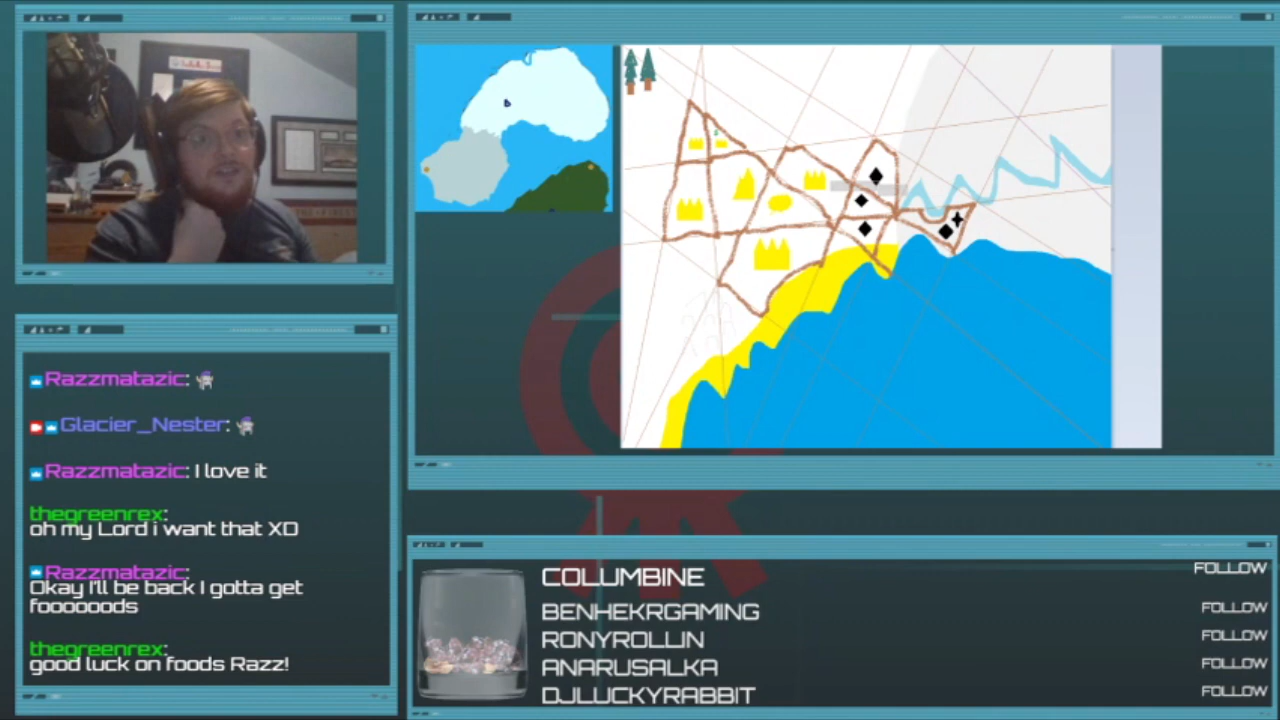 Razzmatazic:
Glacier_Nester:
Razzmatazic: I love it
thegreenrex:
oh my Lord i want that XD
Razzmatazic:
Okay I'll be back I gotta get
fooooooods
thegreenrex:
good luck on foods Razz!
COLUMBINE FOLLOW
BENHEKRGAMING FOLLOW
RONYROLLIN FOLLOW
ANARUSALKA FOLLOW
DJLUCKYRABBIT FOLLOW